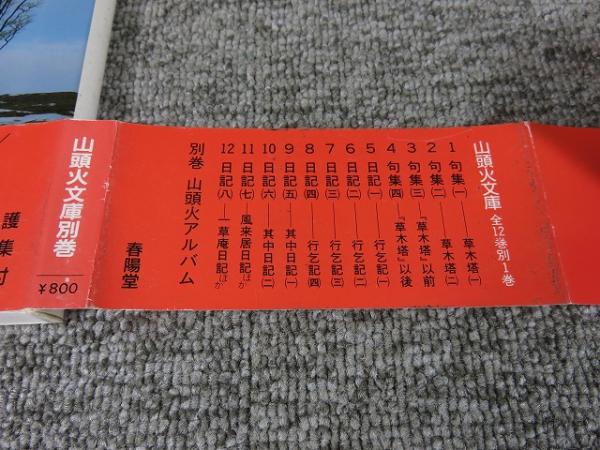 山頭火文庫 全12巻別1巻
1 句集㈠――草木塔㈠
2 句集㈡――草木塔㈡
3 句集㈢――『草木塔』以前
4 句集㈣――『草木塔』以後
5 日記㈠――行乞記㈠
6 日記㈡――行乞記㈡
7 日記㈢――行乞記㈢
8 日記㈣――行乞記㈣
9 日記㈤――其中日記㈠
10 日記㈥――其中日記㈡
11 日記㈦――風来居日記ほか
12 日記㈧――一草庵日記ほか
別巻 山頭火アルバム
春陽堂
山頭火文庫別巻
¥800
護集付